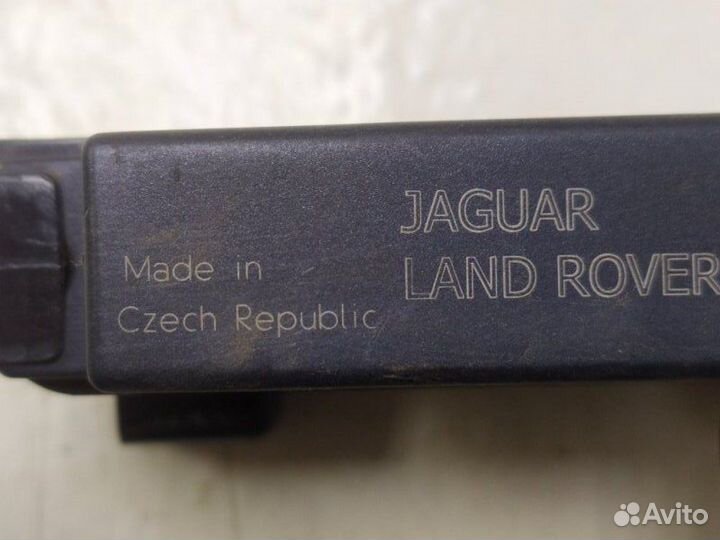 JAGUAR
LAND ROVER
Made in
Czech Republic
Avito